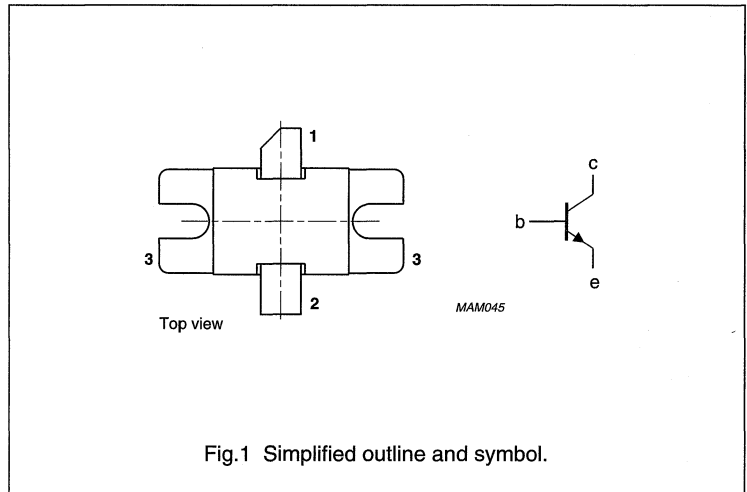 1
c
b
3
3
e
2
MAM045
Top view
Fig.1 Simplified outline and symbol.